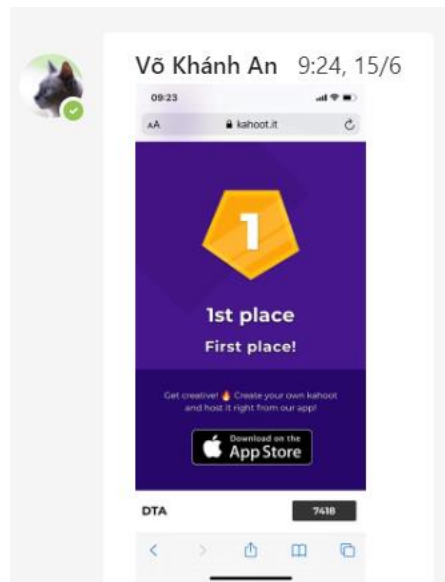 Võ Khánh An 9:24, 15/6
09:23
AA kahoot.it
1
1st place
First place!
Get creative! 🔥 Create your own kahoot
and host it right from our app!
Download on the
App Store
DTA 7418